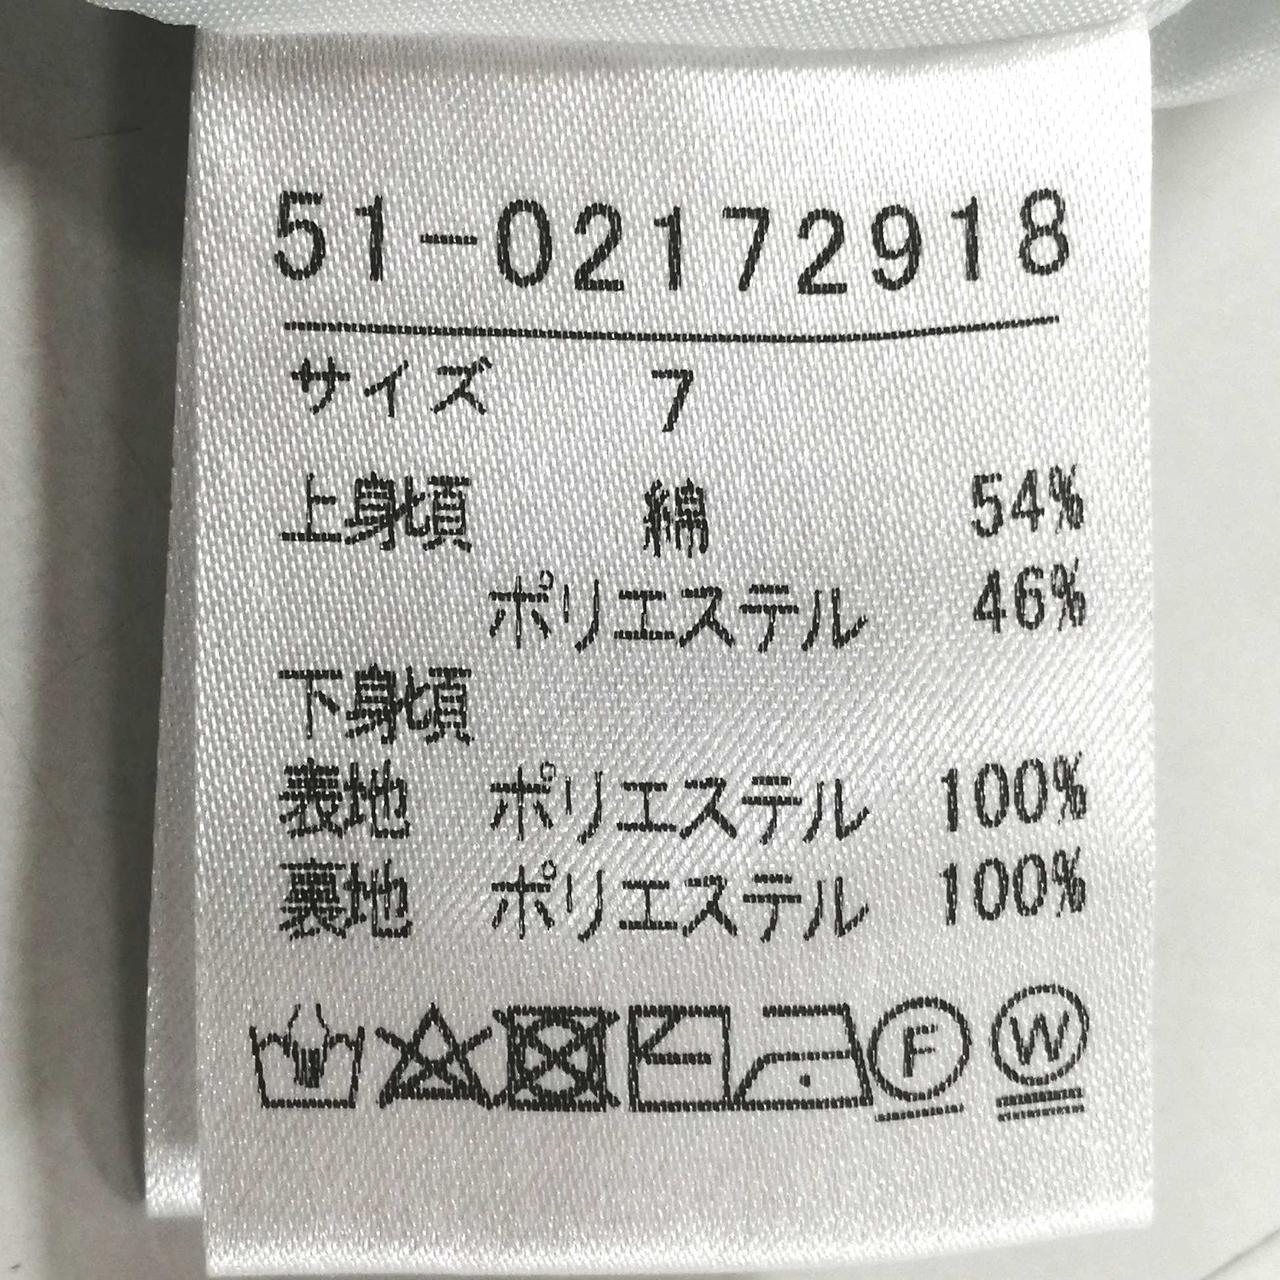 51-02172918
サイズ 7
上身頃 綿 54%
ポリエステル 46%
下身頃
表地 ポリエステル 100%
裏地 ポリエステル 100%
F W